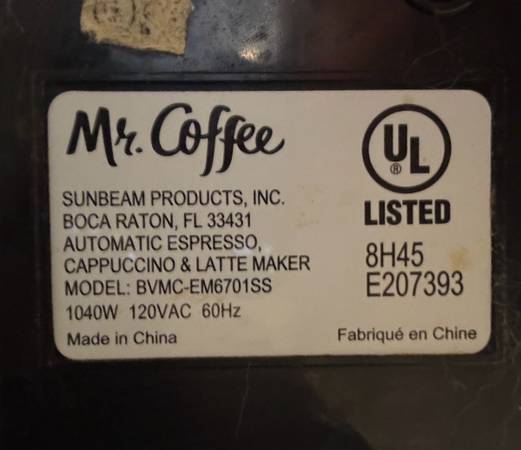 Mr. Coffee
SUNBEAM PRODUCTS, INC.
BOCA RATON, FL 33431
AUTOMATIC ESPRESSO,
CAPPUCCINO & LATTE MAKER
MODEL: BVMC-EM6701SS
1040W 120VAC 60Hz
Made in China
UL
®
LISTED
8H45
E207393
Fabriqué en Chine